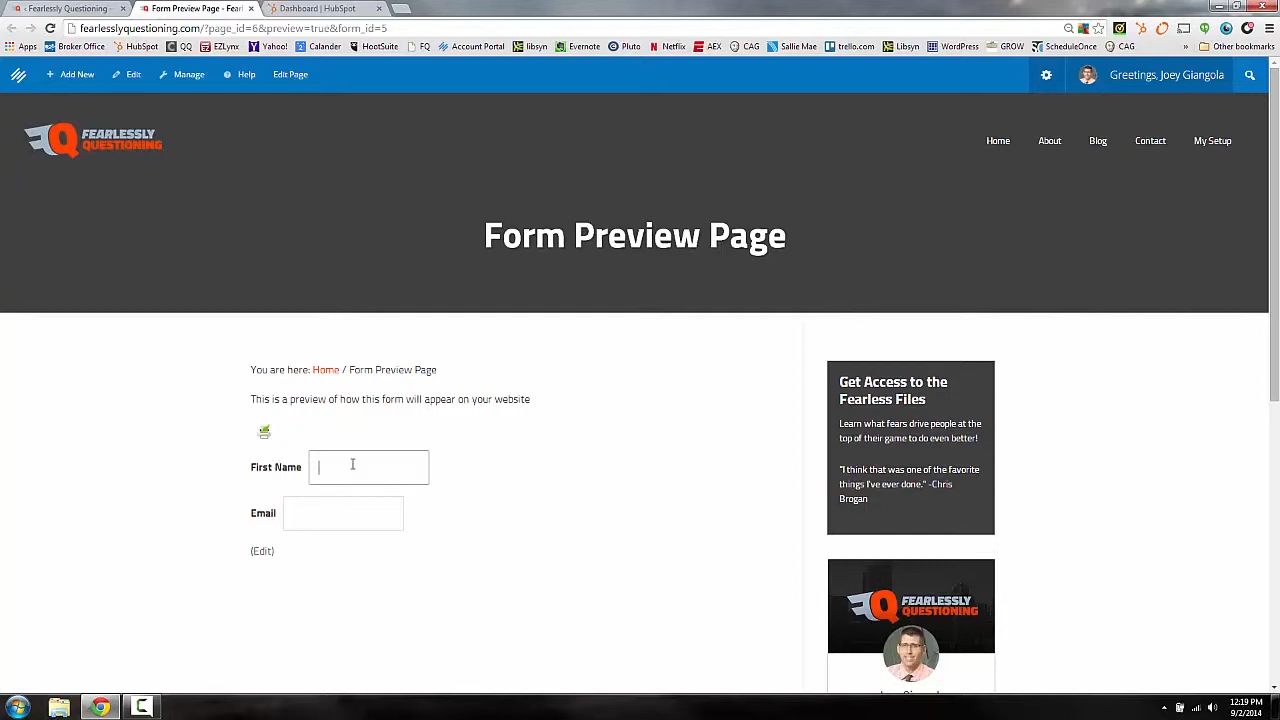 ‹ Fearlessly Questioning —
Form Preview Page - Fearl
Dashboard | HubSpot
fearlesslyquestioning.com/?page_id=6&preview=true&form_id=5
Apps Broker Office HubSpot QQ EZLynx Yahoo! Calander HootSuite FQ Account Portal libsyn Evernote Pluto Netflix AEX CAG Sallie Mae trello.com Libsyn WordPress GROW ScheduleOnce CAG » Other bookmarks
+ Add New Edit Manage Help Edit Page Greetings, Joey Giangola
FQ FEARLESSLY
QUESTIONING
Home About Blog Contact My Setup
Form Preview Page
You are here: Home / Form Preview Page
This is a preview of how this form will appear on your website
First Name
Email
(Edit)
Get Access to the
Fearless Files
Learn what fears drive people at the
top of their game to do even better!
"I think that was one of the favorite
things I've ever done." -Chris
Brogan
FQ FEARLESSLY
QUESTIONING
12:19 PM
9/2/2014